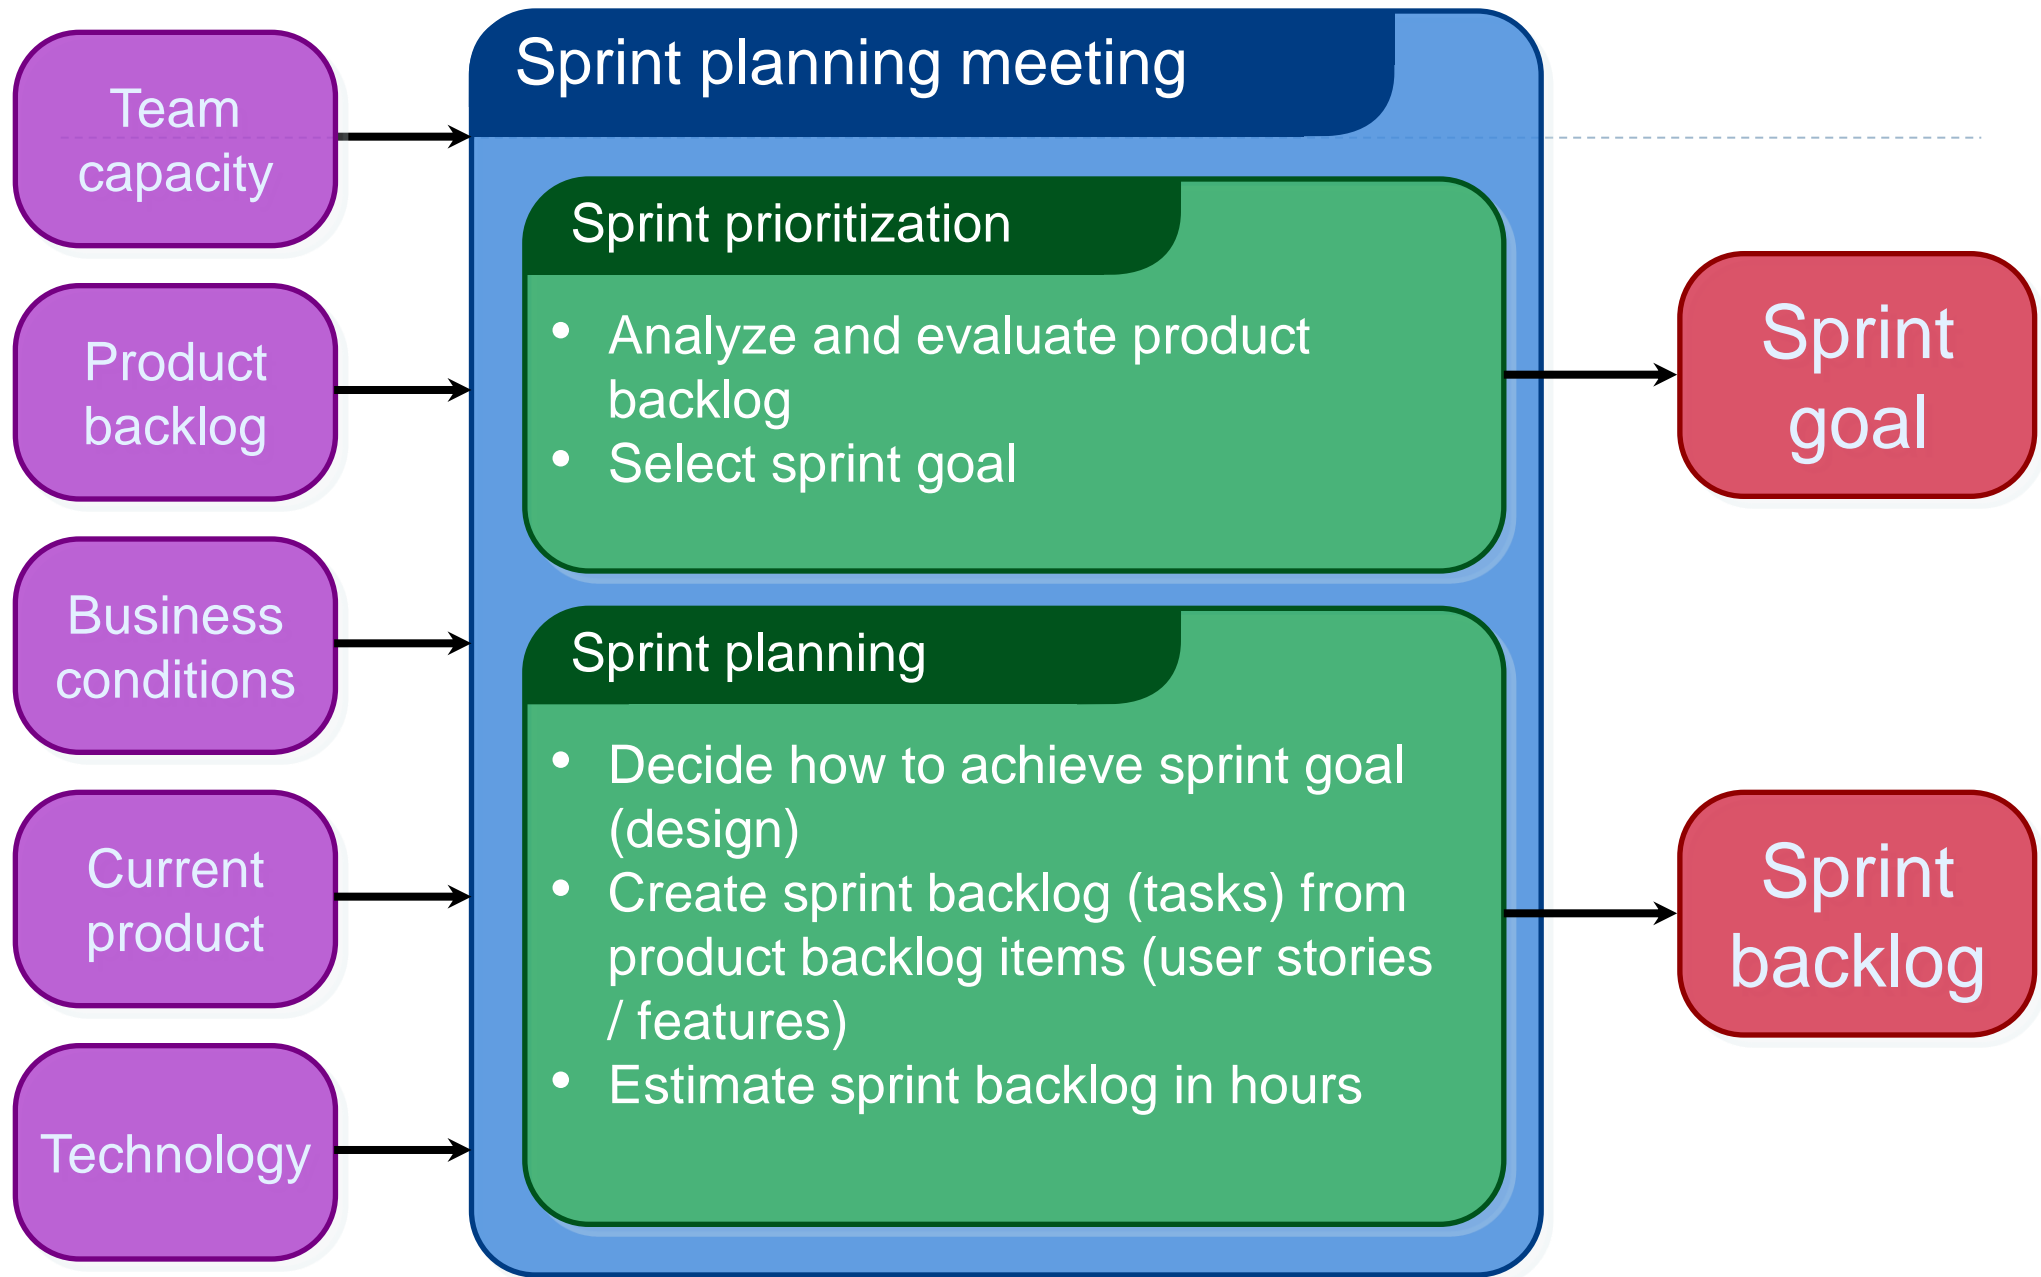 Team
capacity
Product
backlog
Business
conditions
Current
product
Technology
Sprint planning meeting
Sprint prioritization
• Analyze and evaluate product
backlog
• Select sprint goal
Sprint planning
• Decide how to achieve sprint goal
(design)
• Create sprint backlog (tasks) from
product backlog items (user stories
/ features)
• Estimate sprint backlog in hours
Sprint
goal
Sprint
backlog